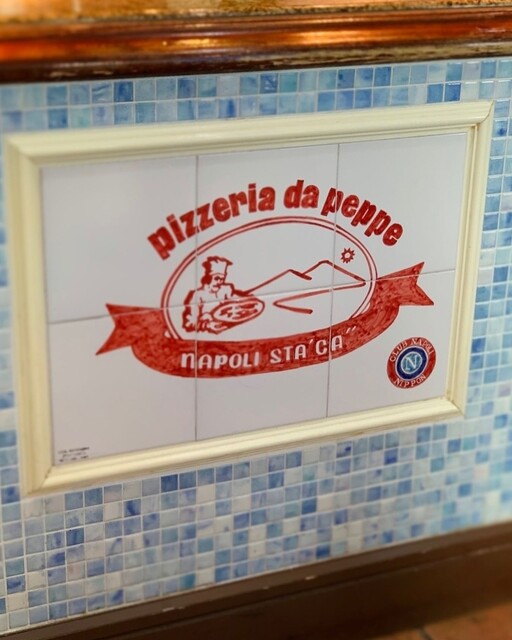 pizzeria da peppe
NAPOLI STA'CA"
CLUB NAPOLI
N
NIPPON